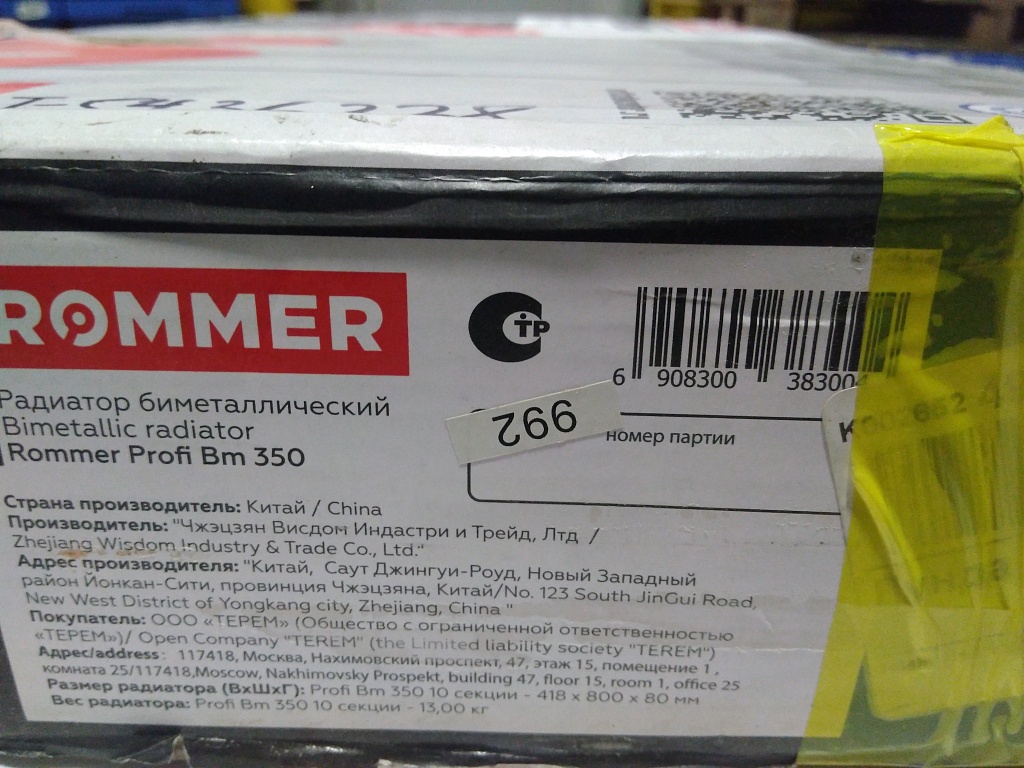 ROMMER
Радиатор биметаллический
Bimetallic radiator
Rommer Profi Bm 350
СТР
6 908300 383004
992
номер партии
Страна производитель: Китай / China
Производитель: "Чжэцзян Висдом Индастри и Трейд, Лтд /
Zhejiang Wisdom Industry & Trade Co., Ltd."
Адрес производителя: "Китай, Саут Джингуи-Роуд, Новый Западный
район Йонкан-Сити, провинция Чжэцзяна, Китай/No. 123 South JinGui Road,
New West District of Yongkang city, Zhejiang, China "
Покупатель: ООО «ТЕРЕМ» (Общество с ограниченной ответственностью
«ТЕРЕМ»)/ Open Company "TEREM" (the Limited liability society "TEREM")
Адрес/address: 117418, Москва, Нахимовский проспект, 47, этаж 15, помещение 1,
комната 25/117418,Moscow, Nakhimovsky Prospekt, building 47, floor 15, room 1, office 25
Размер радиатора (ВхШхГ): Profi Bm 350 10 секции - 418 x 800 x 80 мм
Вес радиатора: Profi Bm 350 10 секции - 13,00 кг